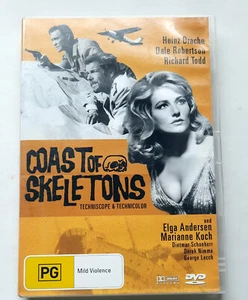 Heinz Drache
Dale Robertson
Richard Todd
COAST of
SKELETONS
TECHNISCOPE & TECHNICOLOR
and
Elga Andersen
Marianne Koch
Dietmar Schonherr
Derek Nimmo
George Leech
PG
Mild Violence
DVD